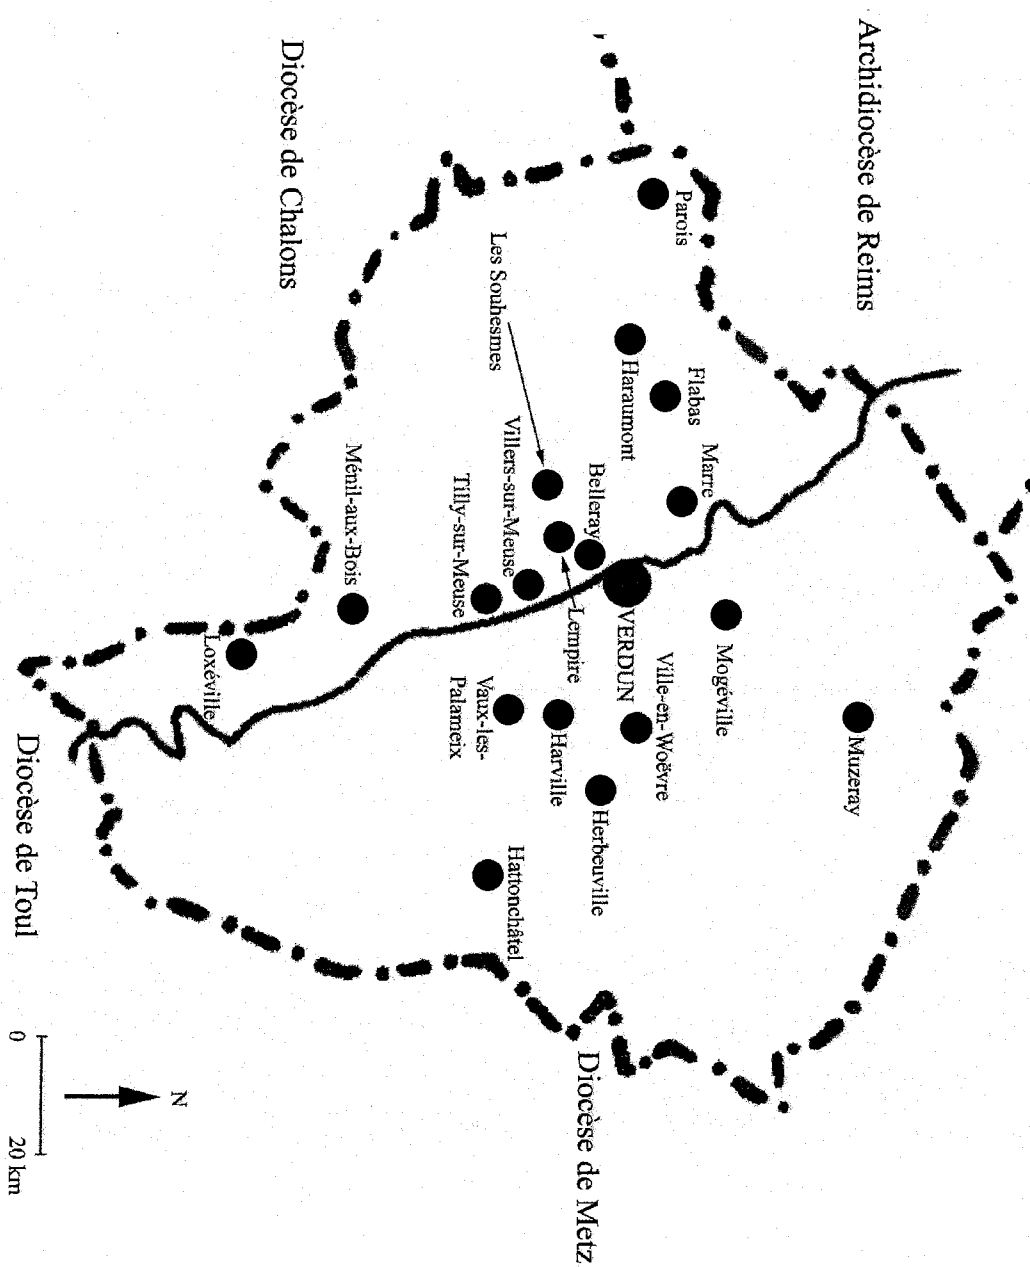 Archidiocèse de Reims
Diocèse de Chalons
Parois
Les Souhesmes
Haraumont
Flabas
Marre
Belleray
Villers-sur-Meuse
Tilly-sur-Meuse
Ménil-aux-Bois
Loxéville
Lempire
VERDUN
Mogéville
Muzeray
Ville-en-Woëvre
Vaux-les-
Palameix
Harville
Herbeuville
Hattonchâtel
Diocèse de Toul
Diocèse de Metz
N
0
20 km